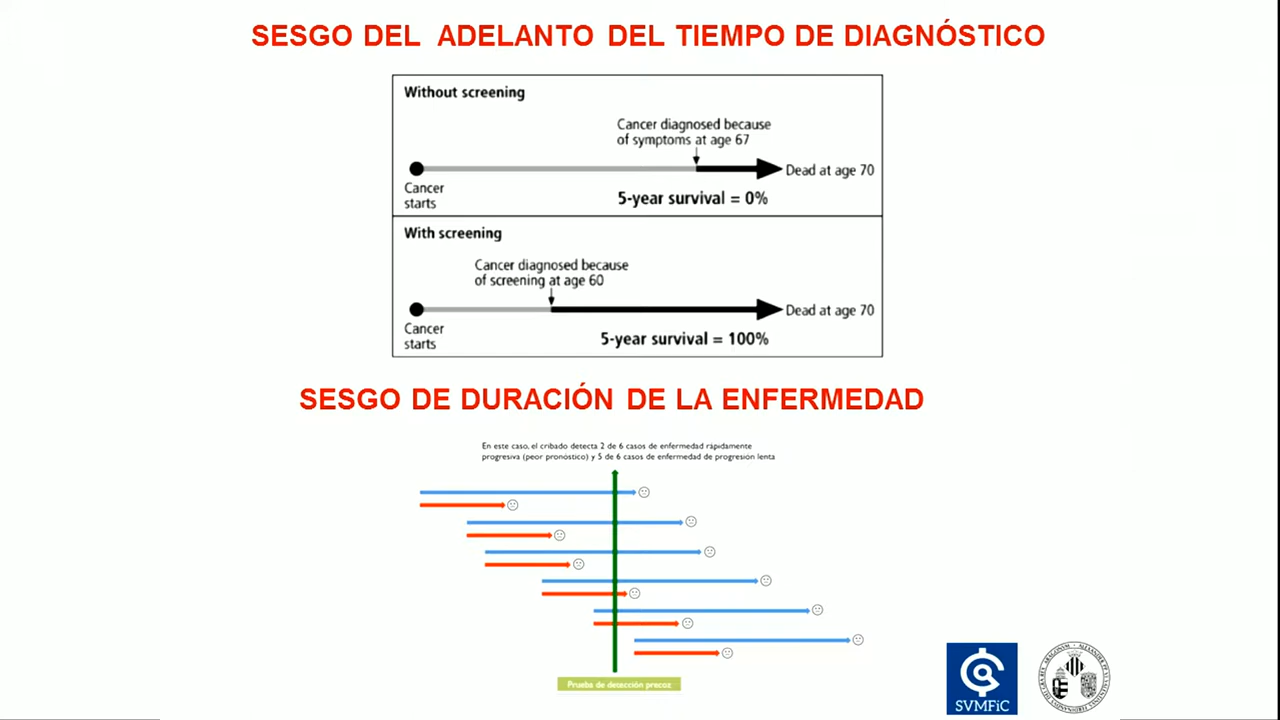 SESGO DEL ADELANTO DEL TIEMPO DE DIAGNÓSTICO
Without screening
Cancer diagnosed because
of symptoms at age 67
Dead at age 70
Cancer
starts
5-year survival = 0%
With screening
Cancer diagnosed because
of screening at age 60
Dead at age 70
Cancer
starts
5-year survival = 100%
SESGO DE DURACIÓN DE LA ENFERMEDAD
En este caso, el cribado detecta 2 de 6 casos de enfermedad rápidamente
progresiva (peor pronóstico) y 5 de 6 casos de enfermedad de progresión lenta
Prueba de detección precoz
SVMFiC